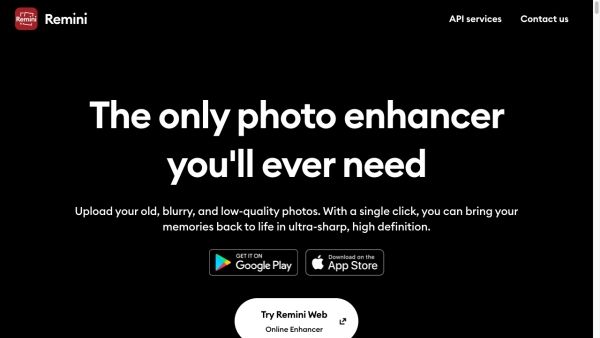 Remini
Remini
API services
Contact us
The only photo enhancer
you'll ever need
Upload your old, blurry, and low-quality photos. With a single click, you can bring your
memories back to life in ultra-sharp, high definition.
GET IT ON
Google Play
Download on the
App Store
Try Remini Web
Online Enhancer